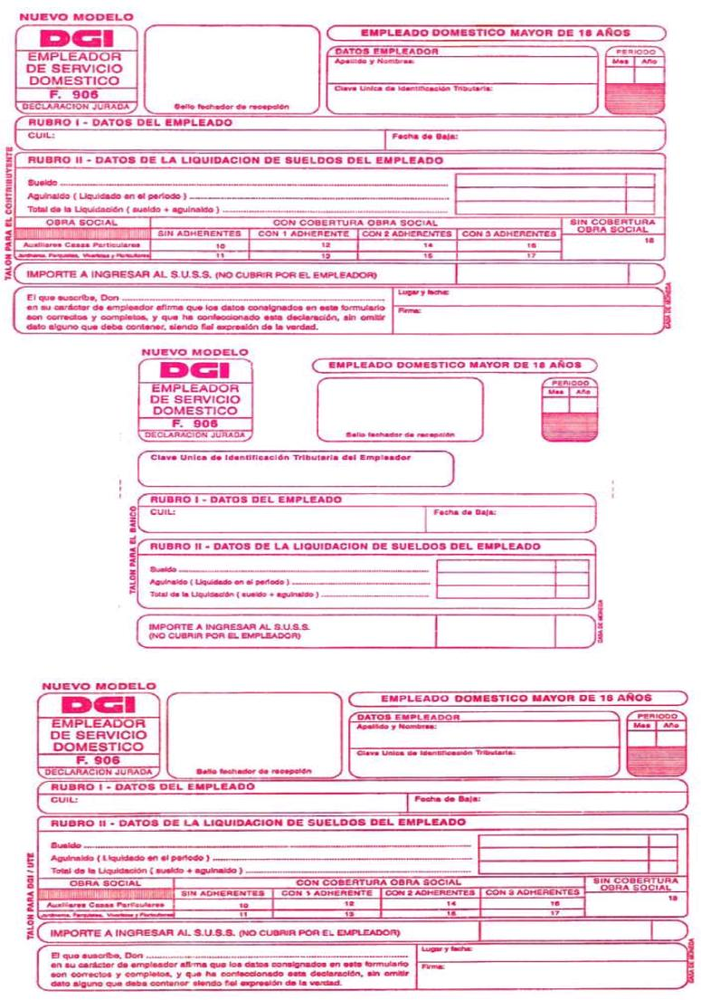 NUEVO MODELO
DGI
EMPLEADOR
DE SERVICIO
DOMESTICO
F. 906
DECLARACION JURADA
Sello fechador de recepción
EMPLEADO DOMESTICO MAYOR DE 18 AÑOS
DATOS EMPLEADOR
Apellido y Nombres:
Clave Unica de Identificación Tributaria:
PERIODO
Mes Año
RUBRO I - DATOS DEL EMPLEADO
CUIL: Fecha de Baja:
RUBRO II - DATOS DE LA LIQUIDACION DE SUELDOS DEL EMPLEADO
Sueldo
Aguinaldo ( Liquidado en el período )
Total de la Liquidación ( sueldo + aguinaldo )
OBRA SOCIAL CON COBERTURA OBRA SOCIAL SIN COBERTURA OBRA SOCIAL
SIN ADHERENTES CON 1 ADHERENTE CON 2 ADHERENTES CON 3 ADHERENTES
Auxiliares Casas Particulares 10 12 14 16 18
Jardineros, Parquistas, Viveristas y Floricultores 11 13 15 17
IMPORTE A INGRESAR AL S.U.S.S. (NO CUBRIR POR EL EMPLEADOR)
El que suscribe, Don
en su carácter de empleador afirma que los datos consignados en este formulario
son correctos y completos, y que ha confeccionado esta declaración, sin omitir
dato alguno que deba contener, siendo fiel expresión de la verdad.
Lugar y fecha:
Firma:
TALON PARA EL CONTRIBUYENTE
CASA DE MONEDA
NUEVO MODELO
DGI
EMPLEADOR
DE SERVICIO
DOMESTICO
F. 906
DECLARACION JURADA
EMPLEADO DOMESTICO MAYOR DE 18 AÑOS
Sello fechador de recepción
PERIODO
Mes Año
Clave Unica de Identificación Tributaria del Empleador
RUBRO I - DATOS DEL EMPLEADO
CUIL: Fecha de Baja:
RUBRO II - DATOS DE LA LIQUIDACION DE SUELDOS DEL EMPLEADO
Sueldo
Aguinaldo ( Liquidado en el período )
Total de la Liquidación ( sueldo + aguinaldo )
IMPORTE A INGRESAR AL S.U.S.S.
(NO CUBRIR POR EL EMPLEADOR)
TALON PARA EL BANCO
CASA DE MONEDA
NUEVO MODELO
DGI
EMPLEADOR
DE SERVICIO
DOMESTICO
F. 906
DECLARACION JURADA
Sello fechador de recepción
EMPLEADO DOMESTICO MAYOR DE 18 AÑOS
DATOS EMPLEADOR
Apellido y Nombres:
Clave Unica de Identificación Tributaria:
PERIODO
Mes Año
RUBRO I - DATOS DEL EMPLEADO
CUIL: Fecha de Baja:
RUBRO II - DATOS DE LA LIQUIDACION DE SUELDOS DEL EMPLEADO
Sueldo
Aguinaldo ( Liquidado en el período )
Total de la Liquidación ( sueldo + aguinaldo )
OBRA SOCIAL CON COBERTURA OBRA SOCIAL SIN COBERTURA OBRA SOCIAL
SIN ADHERENTES CON 1 ADHERENTE CON 2 ADHERENTES CON 3 ADHERENTES
Auxiliares Casas Particulares 10 12 14 16 18
Jardineros, Parquistas, Viveristas y Floricultores 11 13 15 17
IMPORTE A INGRESAR AL S.U.S.S. (NO CUBRIR POR EL EMPLEADOR)
El que suscribe, Don
en su carácter de empleador afirma que los datos consignados en este formulario
son correctos y completos, y que ha confeccionado esta declaración, sin omitir
dato alguno que deba contener siendo fiel expresión de la verdad.
Lugar y fecha:
Firma:
TALON PARA DGI / UTE
CASA DE MONEDA